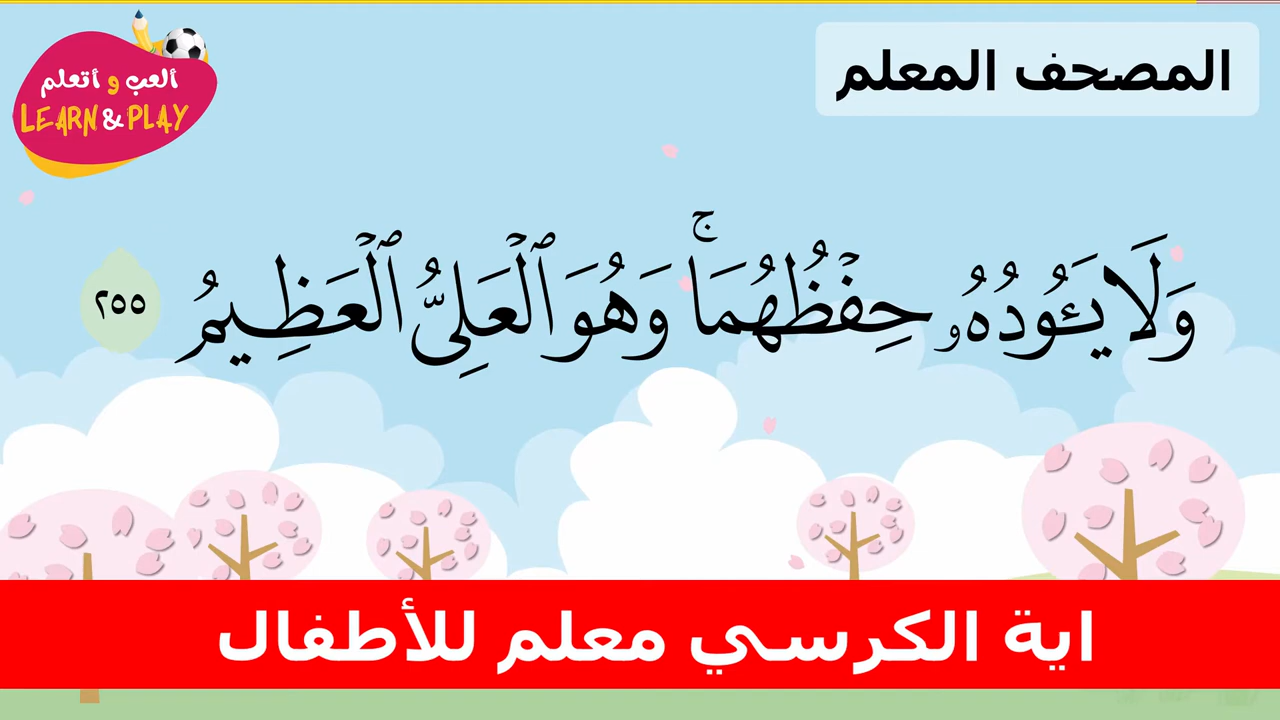 المصحف المعلم
ألعب و أتعلم
LEARN & PLAY
وَلَا يَـُٔودُهُۥ حِفۡظُهُمَاۚ وَهُوَ ٱلۡعَلِيُّ ٱلۡعَظِيمُ ٢٥٥
اية الكرسي معلم للأطفال